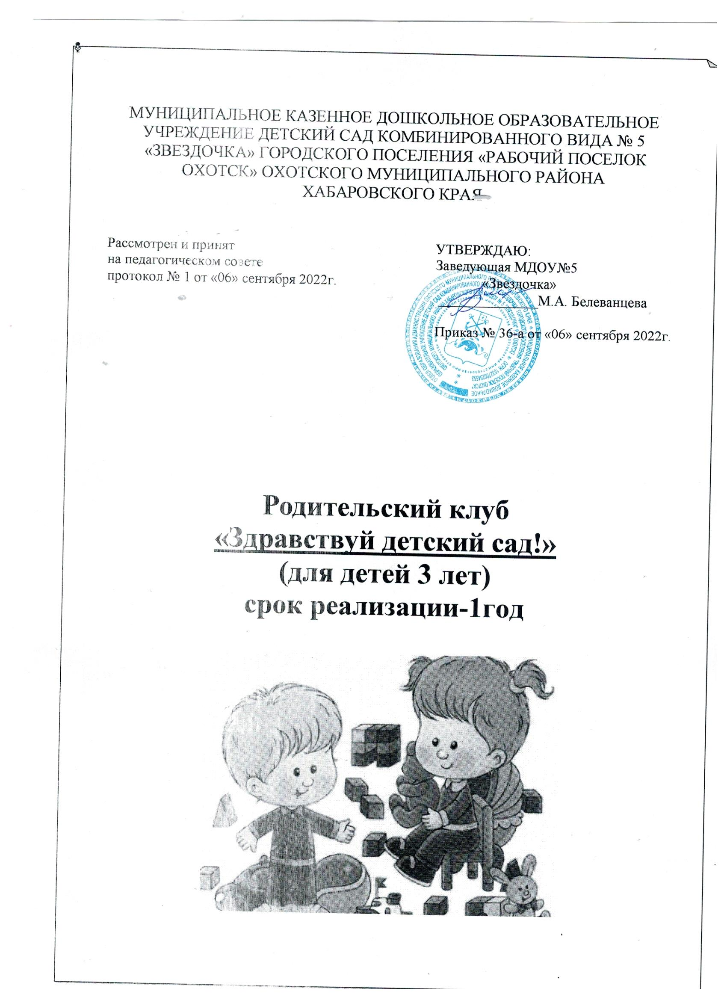 МУНИЦИПАЛЬНОЕ КАЗЕННОЕ ДОШКОЛЬНОЕ ОБРАЗОВАТЕЛЬНОЕ
УЧРЕЖДЕНИЕ ДЕТСКИЙ САД КОМБИНИРОВАННОГО ВИДА № 5
«ЗВЕЗДОЧКА» ГОРОДСКОГО ПОСЕЛЕНИЯ «РАБОЧИЙ ПОСЕЛОК
ОХОТСК» ОХОТСКОГО МУНИЦИПАЛЬНОГО РАЙОНА
ХАБАРОВСКОГО КРАЯ
Рассмотрен и принят
на педагогическом совете
протокол № 1 от «06» сентября 2022г.
УТВЕРЖДАЮ:
Заведующая МДОУ№5
«Звездочка»
М.А. Белеванцева
Приказ № 36-а от «06» сентября 2022г.
Родительский клуб
«Здравствуй детский сад!»
(для детей 3 лет)
срок реализации-1год